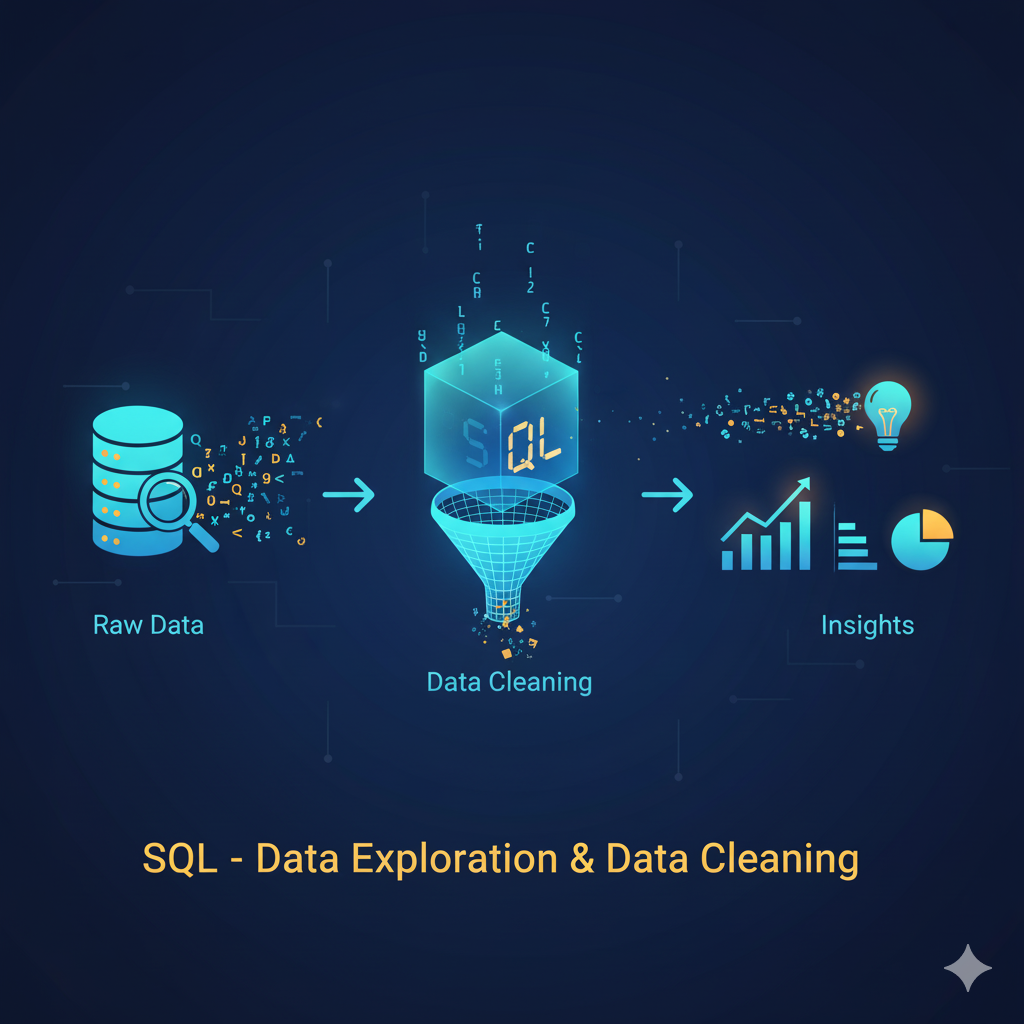 SQL
Raw Data
Insights
Data Cleaning
SQL - Data Exploration & Data Cleaning